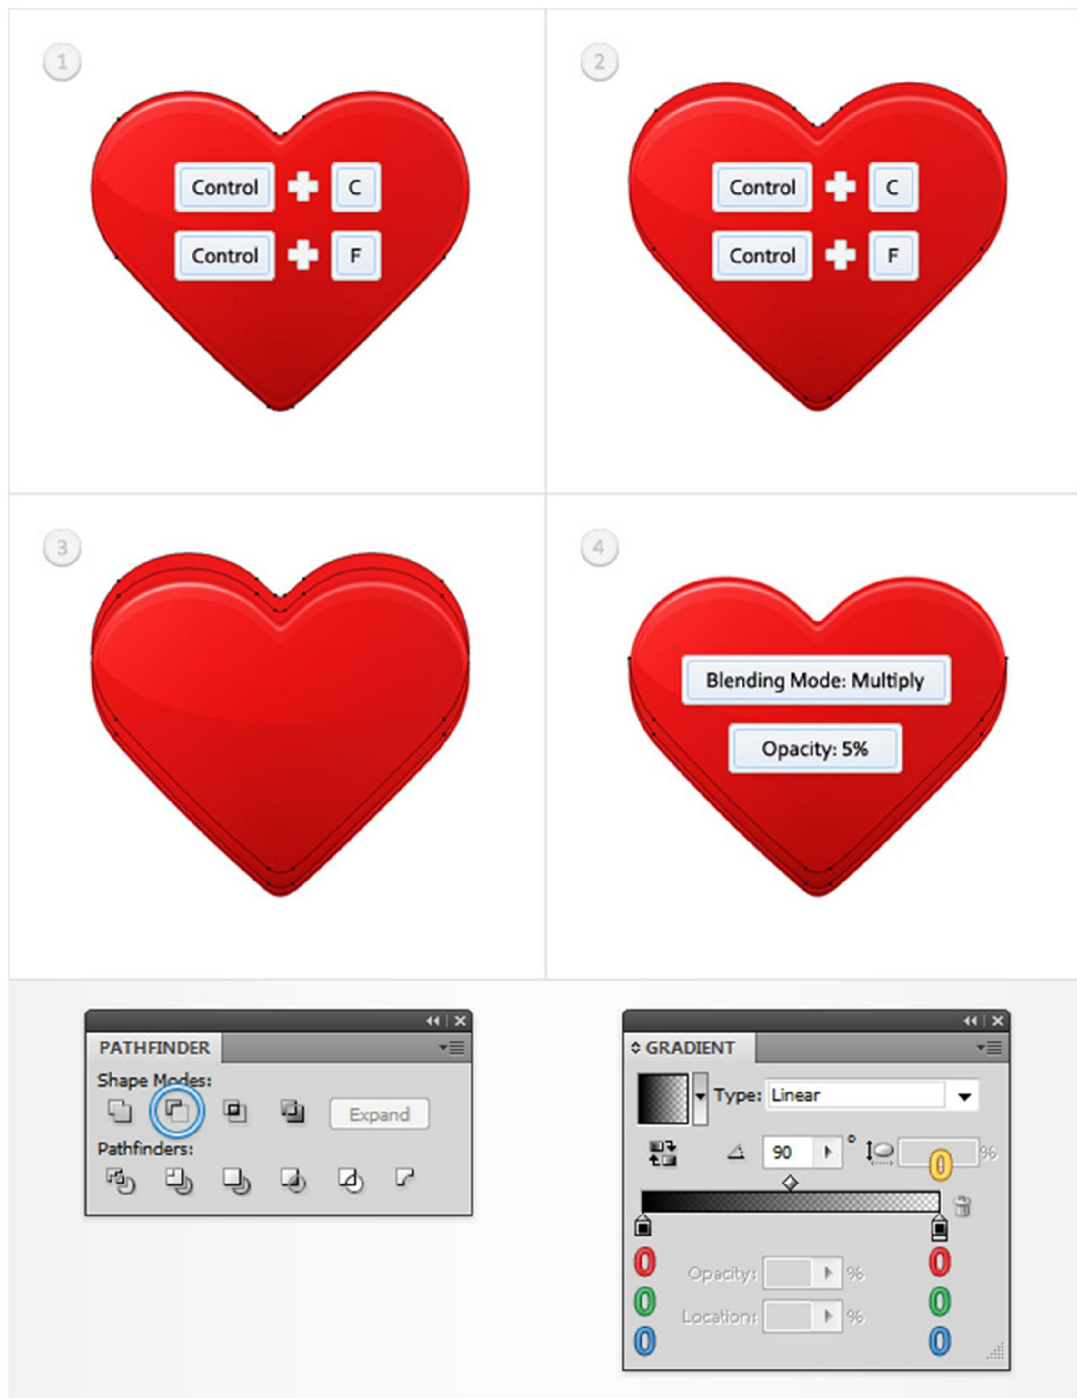 1
Control + C
Control + F
2
Control + C
Control + F
3
4
Blending Mode: Multiply
Opacity: 5%
PATHFINDER
Shape Modes:
Expand
Pathfinders:
GRADIENT
Type: Linear
90 °
%
0
Opacity: %
Location: %
0 0
0 0
0 0